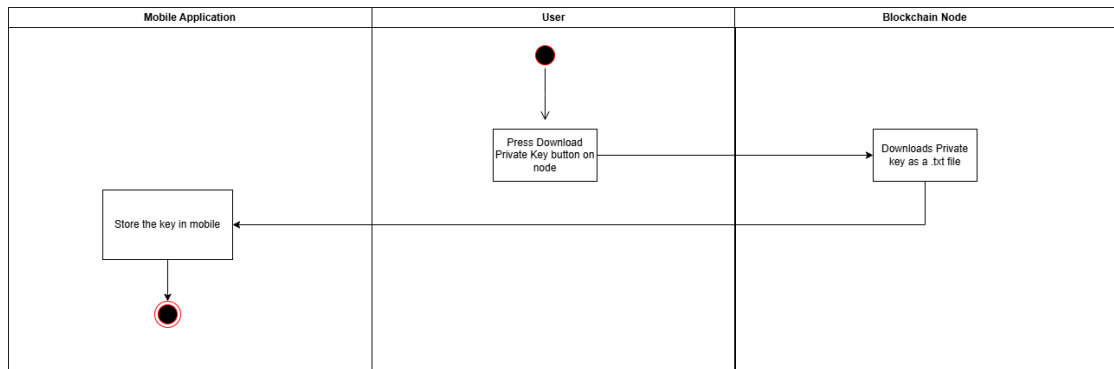 Mobile Application
User
Blockchain Node
Press Download
Private Key button on
node
Downloads Private
key as a .txt file
Store the key in mobile